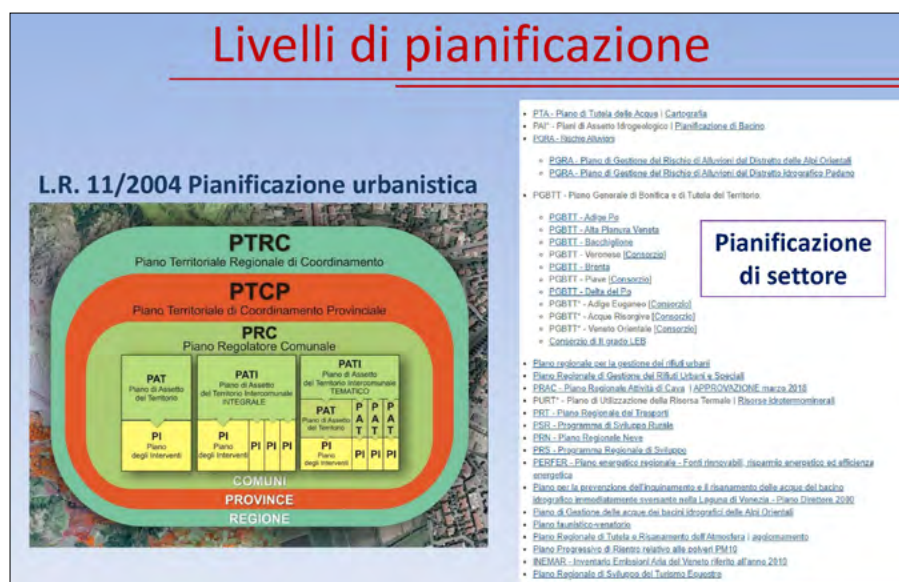 Livelli di pianificazione
L.R. 11/2004 Pianificazione urbanistica
PTRC
Piano Territoriale Regionale di Coordinamento
PTCP
Piano Territoriale di Coordinamento Provinciale
PRC
Piano Regolatore Comunale
PAT
Piano di Assetto
del Territorio
PI
Piano
degli Interventi
PATI
Piano di Assetto
del Territorio Intercomunale
INTEGRALE
PI
Piano
degli Interventi
PI PI PI
PATI
Piano di Assetto
del Territorio Intercomunale
TEMATICO
PAT
Piano di Assetto
del Territorio
PAT PAT PAT
PI
Piano
degli Interventi
PI PI PI
COMUNI
PROVINCE
REGIONE
PTA - Piano di Tutela delle Acque | Cartografia
PAI* - Piani di Assetto Idrogeologico | Pianificazione di Bacino
PGRA - Rischio Alluvioni
PGRA - Piano di Gestione del Rischio di Alluvioni del Distretto delle Alpi Orientali
PGRA - Piano di Gestione del Rischio di Alluvioni del Distretto Idrografico Padano
PGBTT - Piano Generale di Bonifica e di Tutela del Territorio
PGBTT - Adige Po
PGBTT - Alta Pianura Veneta
PGBTT - Bacchiglione
PGBTT - Veronese [Consorzio]
PGBTT - Brenta
PGBTT - Piave [Consorzio]
PGBTT - Delta del Po
PGBTT* - Adige Euganeo [Consorzio]
PGBTT* - Acque Risorgive [Consorzio]
PGBTT* - Veneto Orientale [Consorzio]
Consorzio di II grado LEB
Pianificazione
di settore
Piano regionale per la gestione dei rifiuti urbani
Piano Regionale di Gestione dei Rifiuti Urbani e Speciali
PRAC - Piano Regionale Attività di Cava | APPROVAZIONE marzo 2018
PURT* - Piano di Utilizzazione della Risorsa Termale | Risorse Idrotermominerali
PRT - Piano Regionale dei Trasporti
PSR - Programma di Sviluppo Rurale
PRN - Piano Regionale Neve
PRS - Programma Regionale di Sviluppo
PERFER - Piano energetico regionale - Fonti rinnovabili, risparmio energetico ed efficienza
energetica
Piano per la prevenzione dell'inquinamento e il risanamento delle acque del bacino
idrografico immediatamente sversante nella Laguna di Venezia - Piano Direttore 2000
Piano di Gestione delle acque dei bacini idrografici delle Alpi Orientali
Piano faunistico-venatorio
Piano Regionale di Tutela e Risanamento dell'Atmosfera | aggiornamento
Piano Progressivo di Rientro relativo alle polveri PM10
INEMAR - Inventario Emissioni Aria del Veneto riferito all'anno 2010
Piano Regionale di Sviluppo del Turismo Equestre